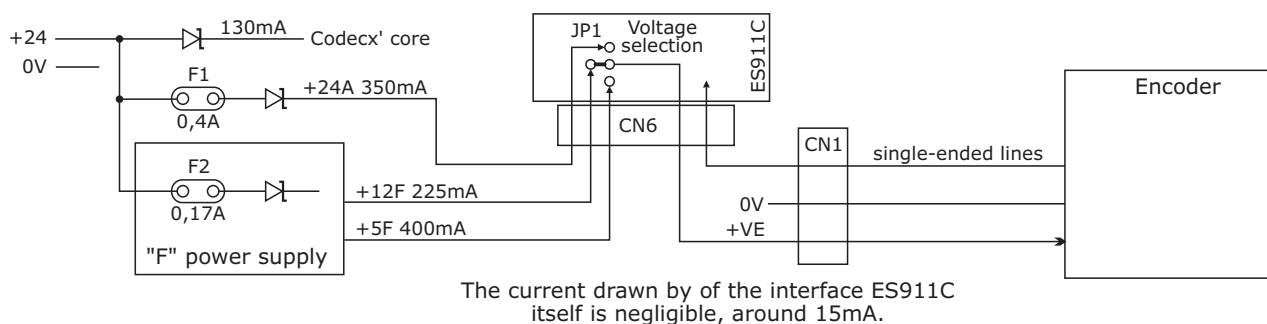 +24
0V
130mA
Codecx' core
F1
0,4A
+24A 350mA
F2
0,17A
"F" power supply
+12F 225mA
+5F 400mA
JP1
Voltage
selection
ES911C
CN6
CN1
single-ended lines
0V
+VE
Encoder
The current drawn by of the interface ES911C
itself is negligible, around 15mA.